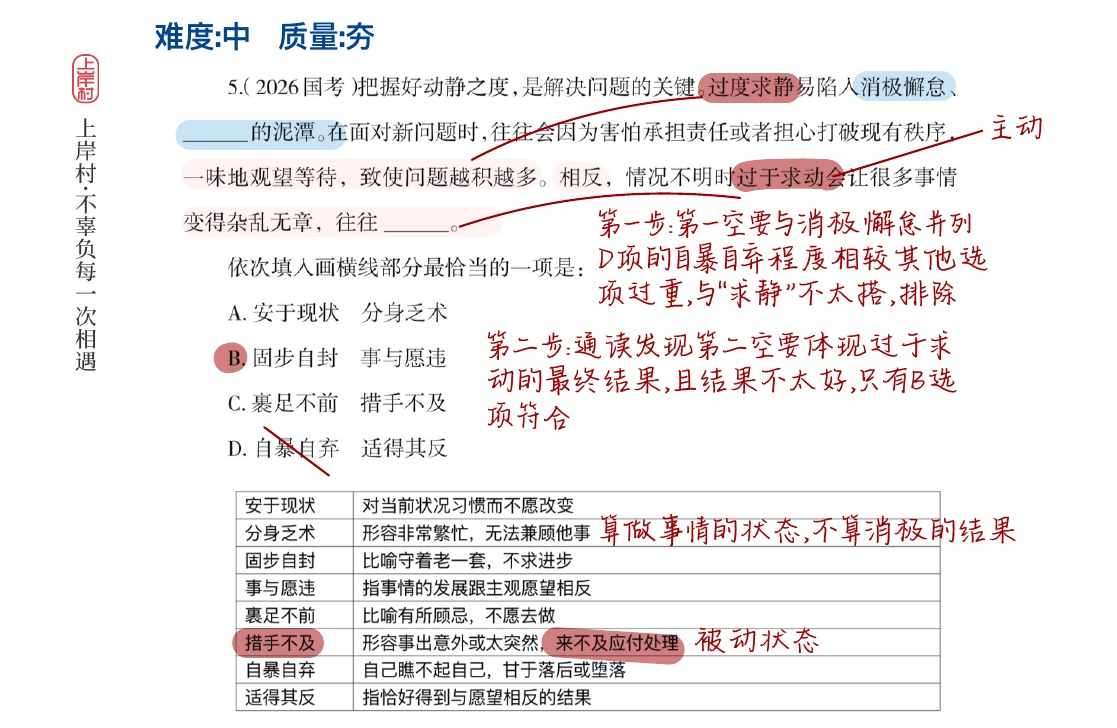 难度:中 质量:夯
上岸村
上岸村·不辜负每一次相遇
5.( 2026国考 )把握好动静之度,是解决问题的关键。过度求静易陷入消极懈怠、
______的泥潭。在面对新问题时,往往会因为害怕承担责任或者担心打破现有秩序,
主动
一味地观望等待,致使问题越积越多。相反,情况不明时过于求动会让很多事情
变得杂乱无章,往往 ______。
第一步:第一空要与消极懈怠并列
D项的自暴自弃程度相较其他选
项过重,与“求静”不太搭,排除
依次填入画横线部分最恰当的一项是:
A. 安于现状 分身乏术
B. 固步自封 事与愿违
C. 裹足不前 措手不及
D. 自暴自弃 适得其反
第二步:通读发现第二空要体现过于求
动的最终结果,且结果不太好,只有B选
项符合
安于现状 对当前状况习惯而不愿改变
分身乏术 形容非常繁忙,无法兼顾他事 算做事情的状态,不算消极的结果
固步自封 比喻守着老一套,不求进步
事与愿违 指事情的发展跟主观愿望相反
裹足不前 比喻有所顾忌,不愿去做
措手不及 形容事出意外或太突然,来不及应付处理 被动状态
自暴自弃 自己瞧不起自己,甘于落后或堕落
适得其反 指恰好得到与愿望相反的结果